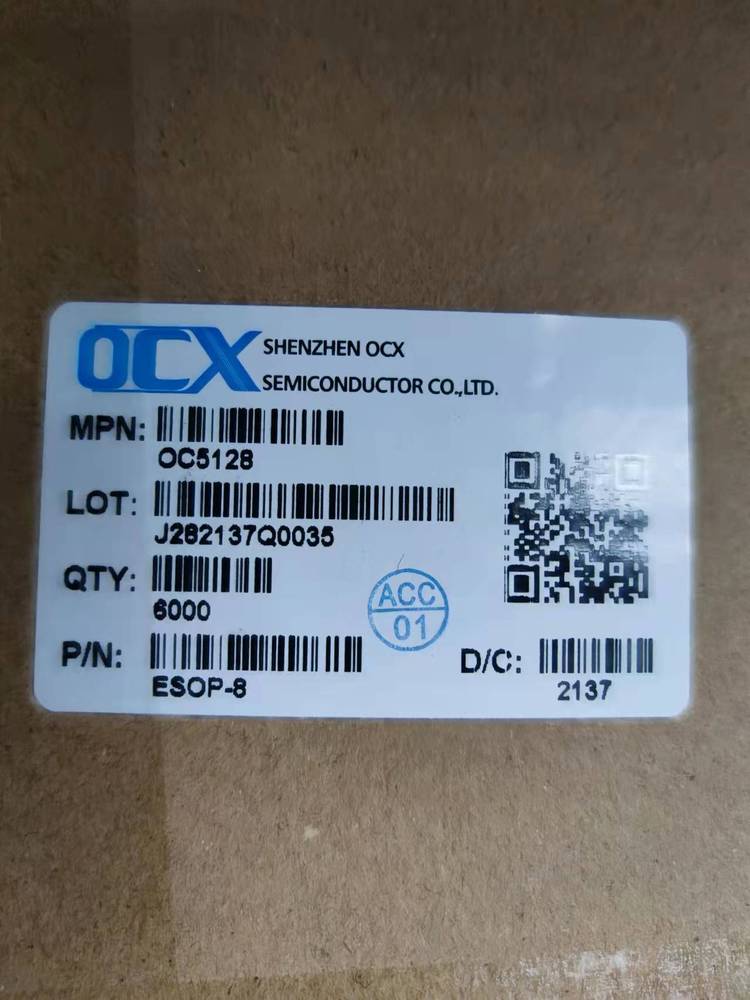 OCX
SHENZHEN OCX
SEMICONDUCTOR CO.,LTD.
MPN:
OC5128
LOT:
J282137Q0035
QTY:
6000
ACC
01
P/N:
ESOP-8
D/C:
2137